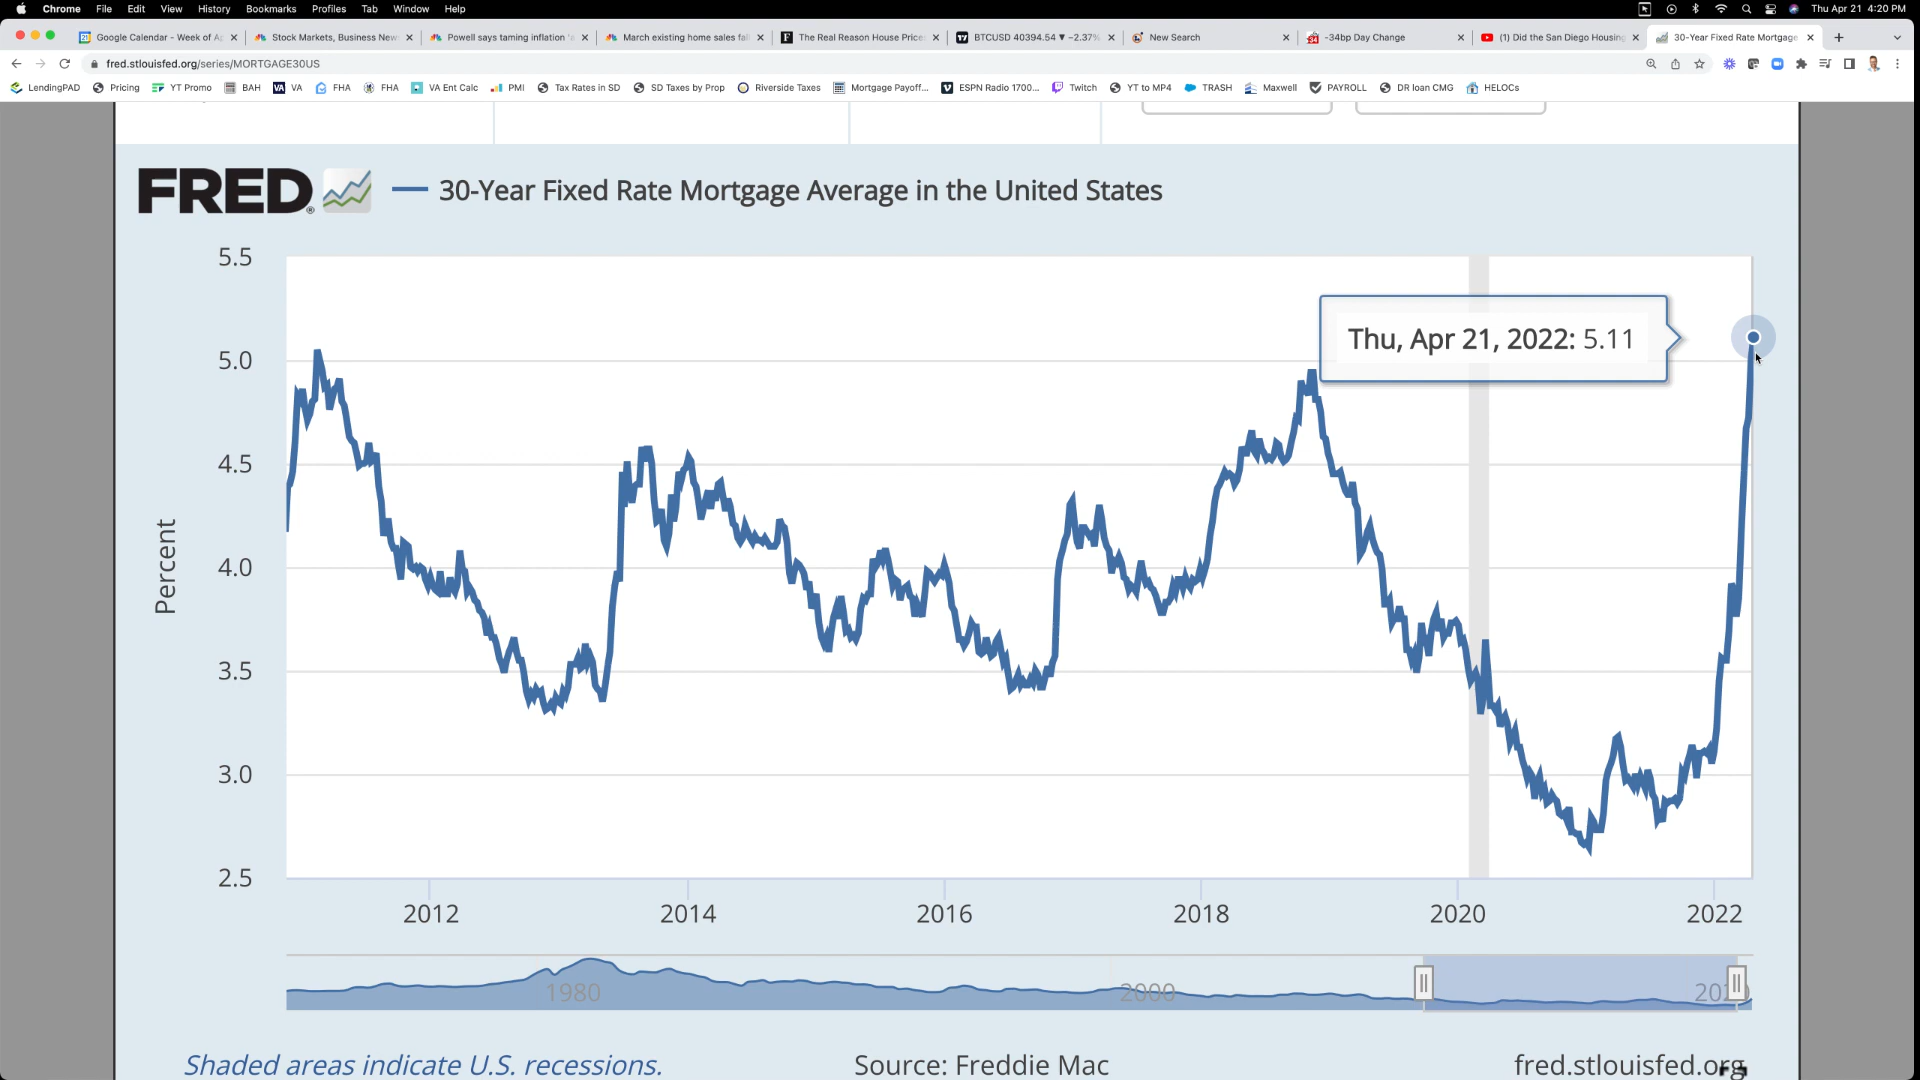 Chrome File Edit View History Bookmarks Profiles Tab Window Help Thu Apr 21 4:20 PM
Google Calendar - Week of Ap Stock Markets, Business New Powell says taming inflation 'a March existing home sales fal The Real Reason House Price BTCUSD 40394.54 ▼ −2.37% New Search -34bp Day Change (1) Did the San Diego Housing 30-Year Fixed Rate Mortgage
fred.stlouisfed.org/series/MORTGAGE30US
LendingPAD Pricing YT Promo BAH VA FHA FHA VA Ent Calc PMI Tax Rates in SD SD Taxes by Prop Riverside Taxes Mortgage Payoff... ESPN Radio 1700... Twitch YT to MP4 TRASH Maxwell PAYROLL DR loan CMG HELOCs
FRED® 30-Year Fixed Rate Mortgage Average in the United States
5.5
Thu, Apr 21, 2022: 5.11
5.0
4.5
4.0
3.5
3.0
2.5
Percent
2012 2014 2016 2018 2020 2022
1980 2000
Shaded areas indicate U.S. recessions. Source: Freddie Mac fred.stlouisfed.org